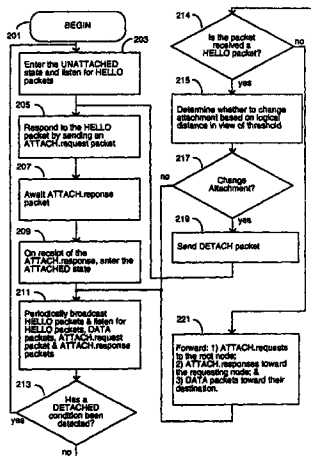 201
BEGIN
203
Enter the UNATTACHED
state and listen for HELLO
packets
205
Respond to the HELLO
packet by sending an
ATTACH.request packet
207
Await ATTACH.reponse
packet
209
On receipt of the
ATTACH.response, enter the
ATTACHED state
211
Periodically broadcast
HELLO packets & listen for
HELLO packets, DATA
packets, ATTACH.request
packet & ATTACH.response
packets
213
Has a
DETACHED
condition been
detected?
yes
no
214
Is the packet
received a
HELLO packet?
no
yes
215
Determine whether to change
attachment based on logical
distance in view of threshold
217
no
Change
Attachment?
yes
219
Send DETACH packet
221
Forward: 1) ATTACH.requests
to the root node;
2) ATTACH.responses toward
the requesting node; &
3) DATA packets toward their
destination.